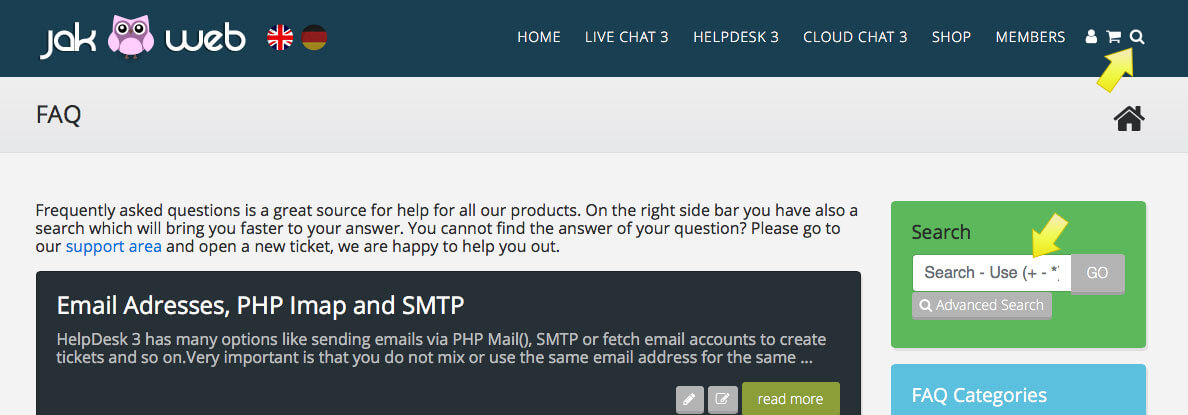 jak web
HOME LIVE CHAT 3 HELPDESK 3 CLOUD CHAT 3 SHOP MEMBERS
FAQ
Frequently asked questions is a great source for help for all our products. On the right side bar you have also a
search which will bring you faster to your answer. You cannot find the answer of your question? Please go to
our support area and open a new ticket, we are happy to help you out.
Email Adresses, PHP Imap and SMTP
HelpDesk 3 has many options like sending emails via PHP Mail(), SMTP or fetch email accounts to create
tickets and so on.Very important is that you do not mix or use the same email address for the same ...
read more
Search
Search - Use (+ - *)
GO
Advanced Search
FAQ Categories